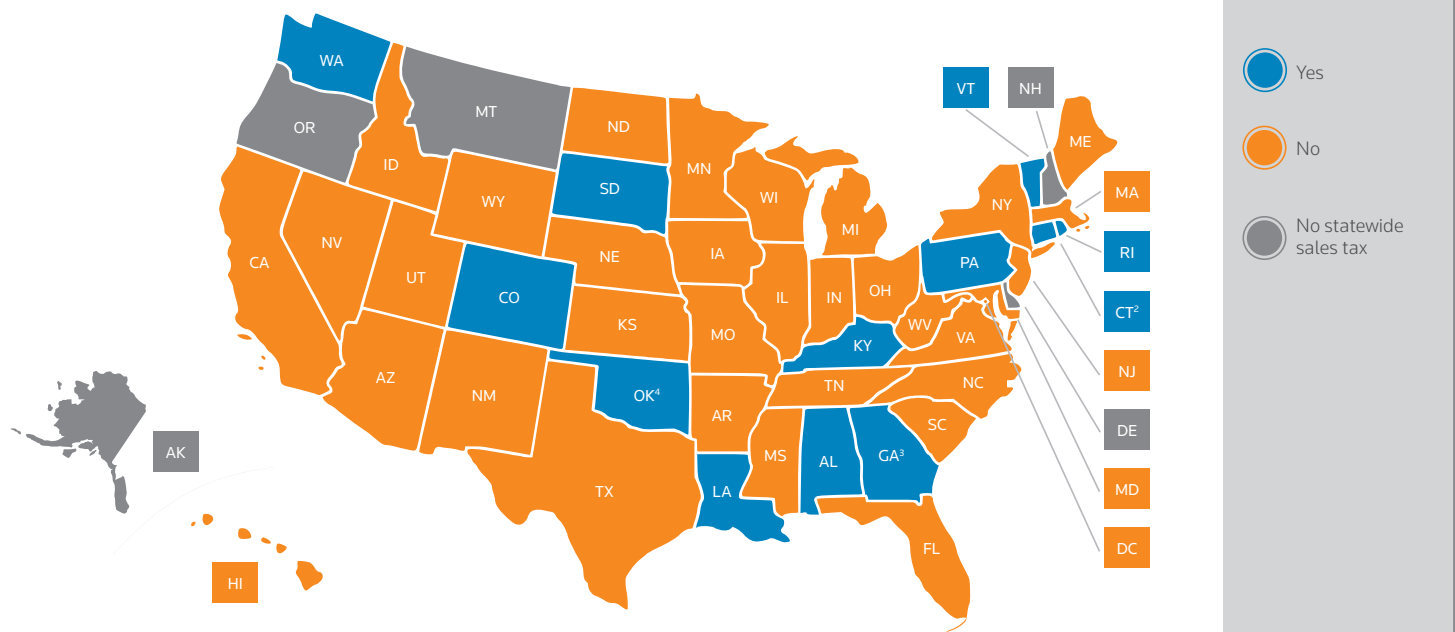 WA
VT
NH
Yes
MT
OR
ND
ME
No
ID
MN
SD
WI
MA
WY
NY
MI
No statewide
sales tax
NV
RI
IA
NE
CA
PA
UT
OH
CO
IL
IN
CT²
KS
WV
MO
VA
KY
NJ
AZ
NM
OK⁴
TN
NC
AR
SC
DE
AK
MS
AL
GA³
MD
TX
LA
FL
DC
HI